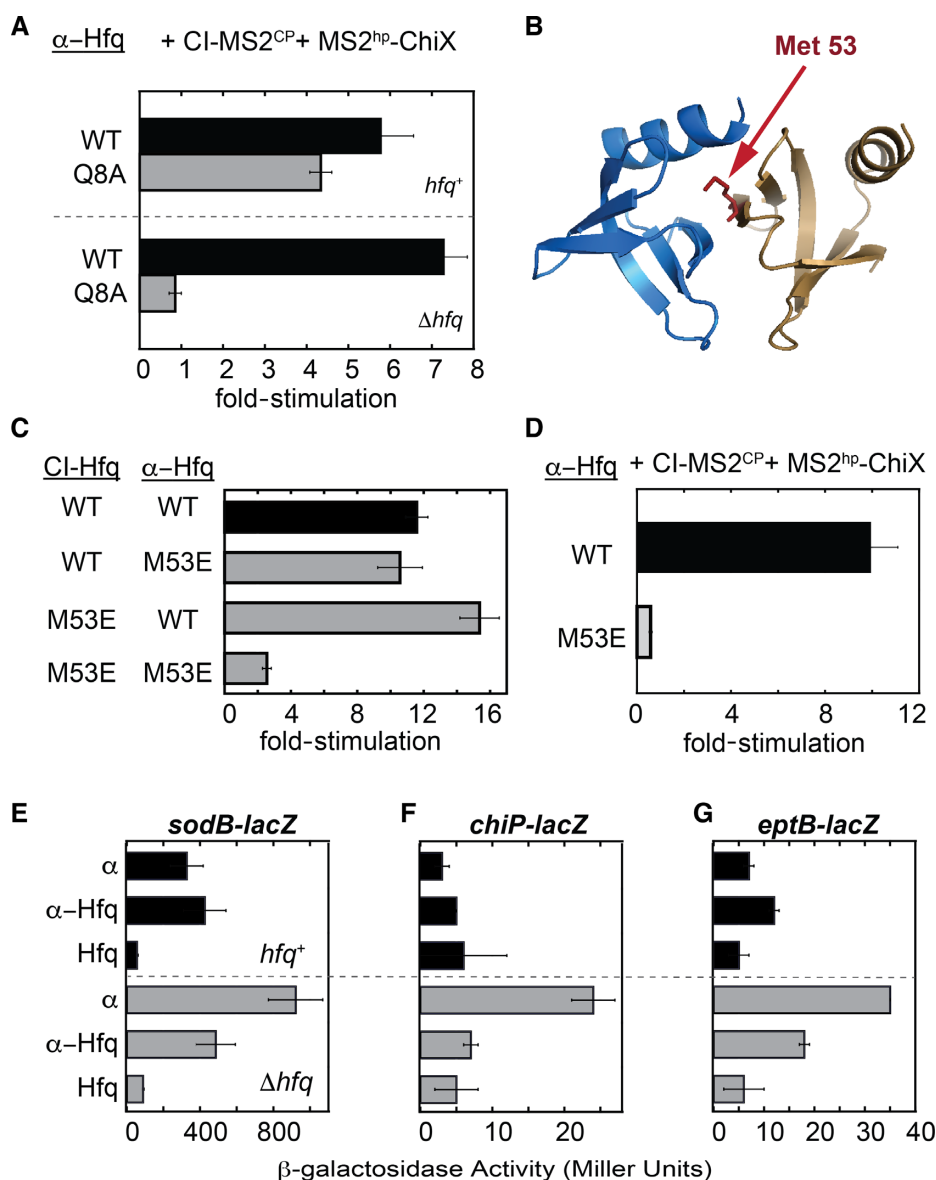 A
α-Hfq + CI-MS2CP+ MS2hp-ChiX
WT
Q8A
hfq+
WT
Q8A
Δhfq
0 1 2 3 4 5 6 7 8
fold-stimulation
B
Met 53
C
CI-Hfq α-Hfq
WT WT
WT M53E
M53E WT
M53E M53E
0 4 8 12 16
fold-stimulation
D
α-Hfq + CI-MS2CP+ MS2hp-ChiX
WT
M53E
0 4 8 12
fold-stimulation
E sodB-lacZ F chiP-lacZ G eptB-lacZ
α
α-Hfq
Hfq hfq+
α
α-Hfq
Hfq Δhfq
0 400 800 0 10 20 0 10 20 30 40
β-galactosidase Activity (Miller Units)